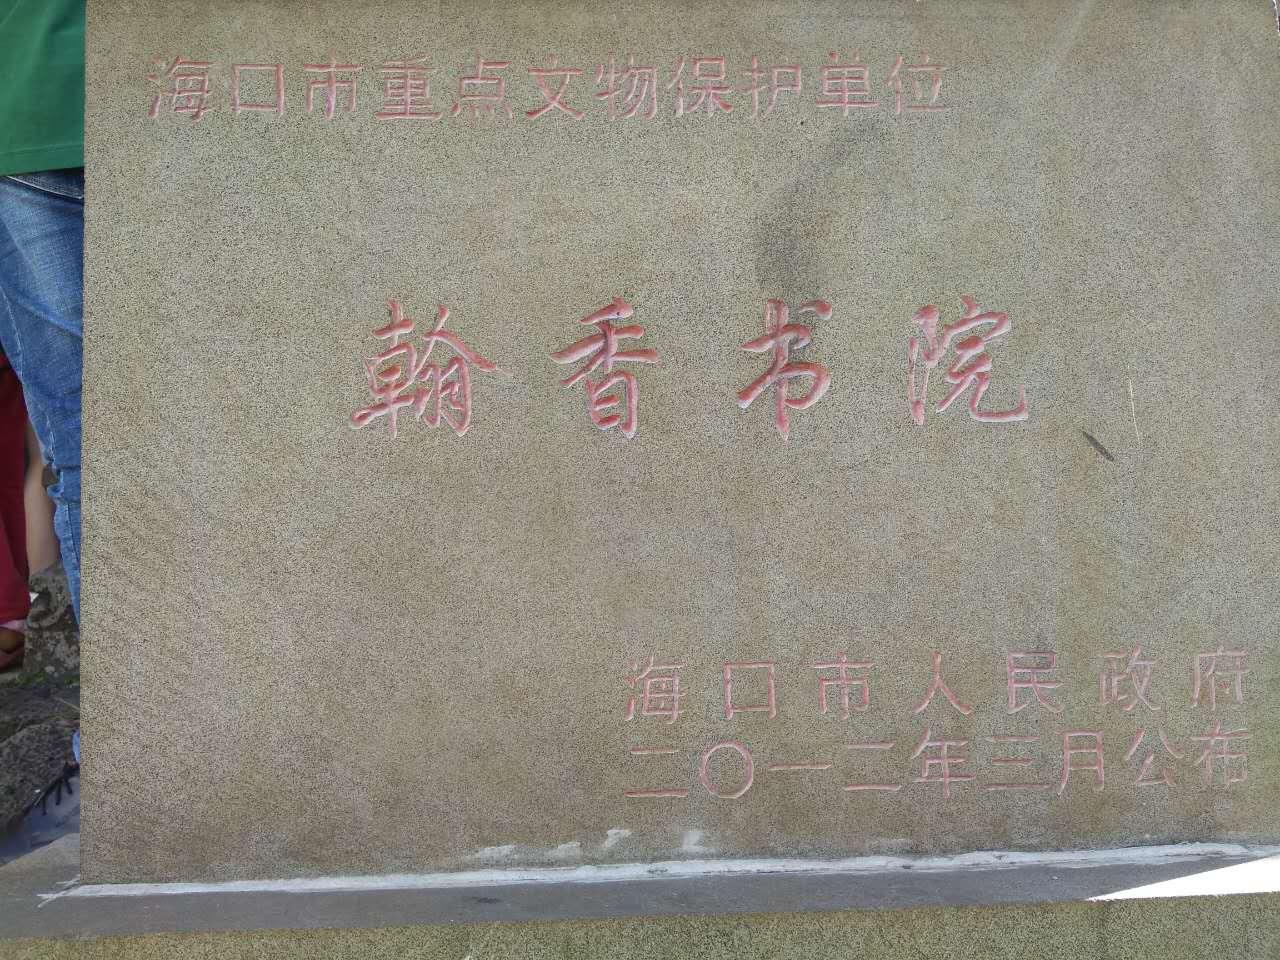 海口市重点文物保护单位
翰香书院
海口市人民政府
二〇一二年三月公布